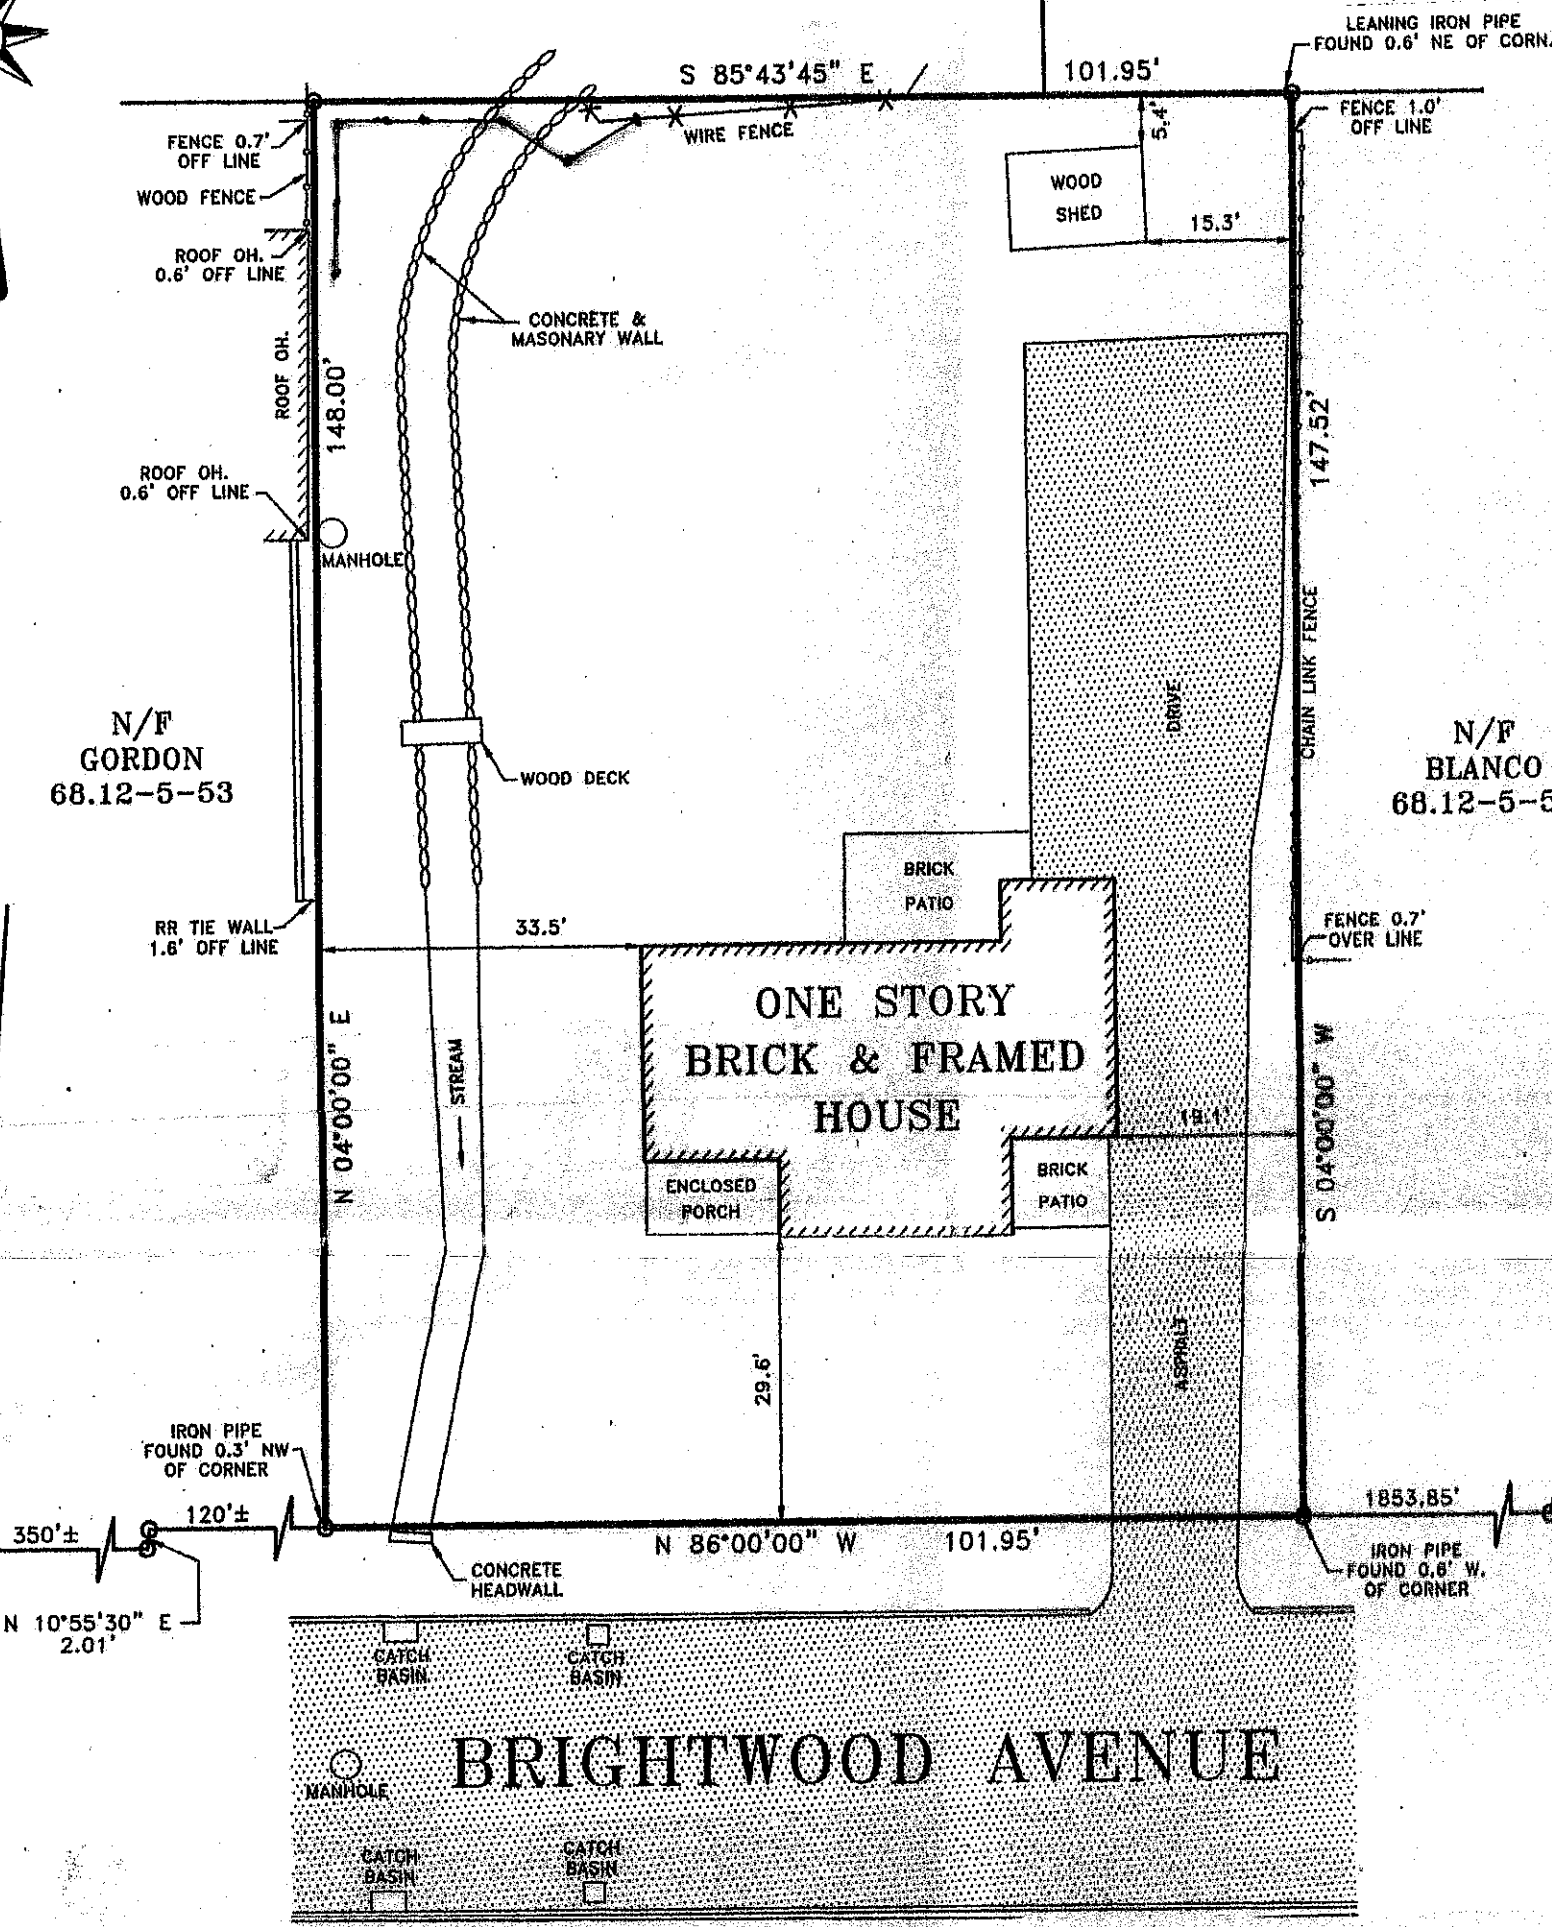 LEANING IRON PIPE
FOUND 0.6' NE OF CORN.
S 85°43'45" E 101.95'
FENCE 0.7'
OFF LINE
WIRE FENCE
5.4'
FENCE 1.0'
OFF LINE
WOOD FENCE
WOOD
SHED
15.3'
ROOF OH.
0.6' OFF LINE
CONCRETE &
MASONARY WALL
ROOF OH.
148.00'
147.52'
ROOF OH.
0.6' OFF LINE
MANHOLE
CHAIN LINK FENCE
DRIVE
N/F
GORDON
68.12-5-53
N/F
BLANCO
68.12-5-5
WOOD DECK
BRICK
PATIO
RR TIE WALL
1.6' OFF LINE
33.5'
FENCE 0.7'
OVER LINE
ONE STORY
BRICK & FRAMED
HOUSE
N 04°00'00" E
STREAM
19.1'
S 04°00'00" W
ENCLOSED
PORCH
BRICK
PATIO
29.6'
ASPHALT
IRON PIPE
FOUND 0.3' NW
OF CORNER
350'± 120'±
1853.85'
N 86°00'00" W 101.95'
CONCRETE
HEADWALL
IRON PIPE
FOUND 0.6' W.
OF CORNER
N 10°55'30" E
2.01'
CATCH
BASIN
CATCH
BASIN
BRIGHTWOOD AVENUE
MANHOLE
CATCH
BASIN
CATCH
BASIN